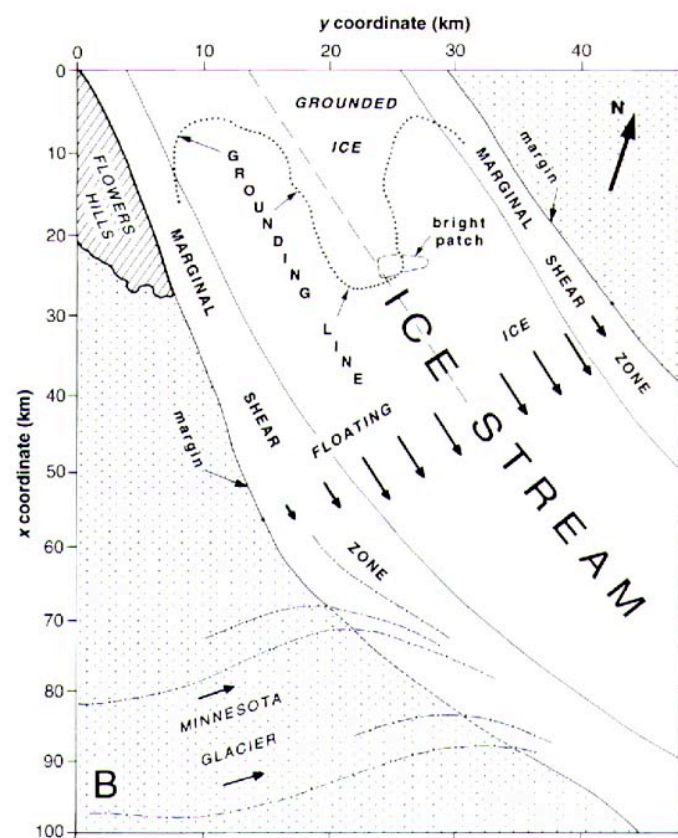 y coordinate (km)
0 10 20 30 40
x coordinate (km)
0
10
20
30
40
50
60
70
80
90
100
N
FLOWERS
HILLS
GROUNDED
ICE
GROUNDING
LINE
MARGINAL
SHEAR
ZONE
margin
bright
patch
MARGINAL
SHEAR
ZONE
margin
FLOATING
ICE
ICE STREAM
MINNESOTA
GLACIER
B